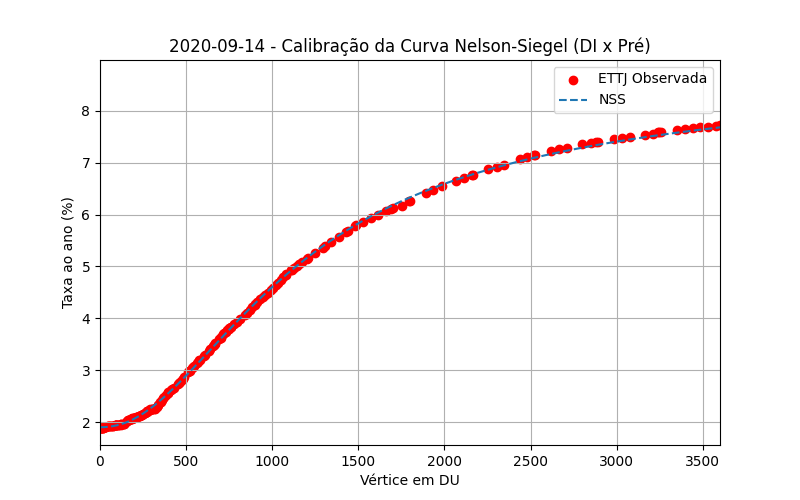 2020-09-14 - Calibração da Curva Nelson-Siegel (DI x Pré)
ETTJ Observada
NSS
Taxa ao ano (%)
8
7
6
5
4
3
2
0 500 1000 1500 2000 2500 3000 3500
Vértice em DU